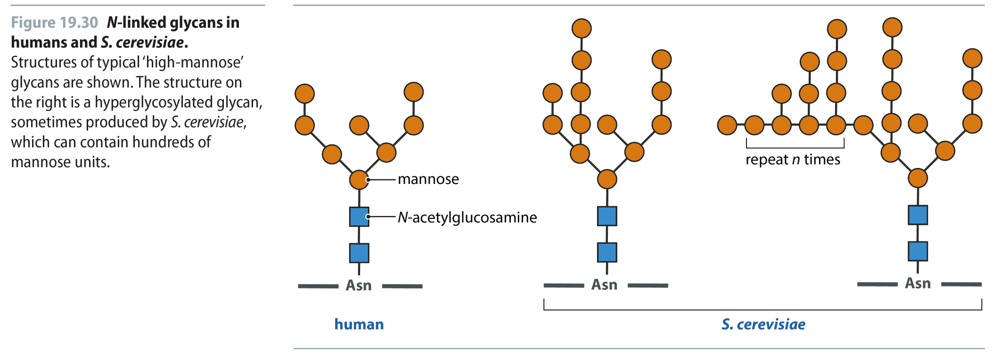 Figure 19.30 N-linked glycans in
humans and S. cerevisiae.
Structures of typical ‘high-mannose’
glycans are shown. The structure on
the right is a hyperglycosylated glycan,
sometimes produced by S. cerevisiae,
which can contain hundreds of
mannose units.
mannose
N-acetylglucosamine
Asn
human
repeat n times
Asn
Asn
S. cerevisiae